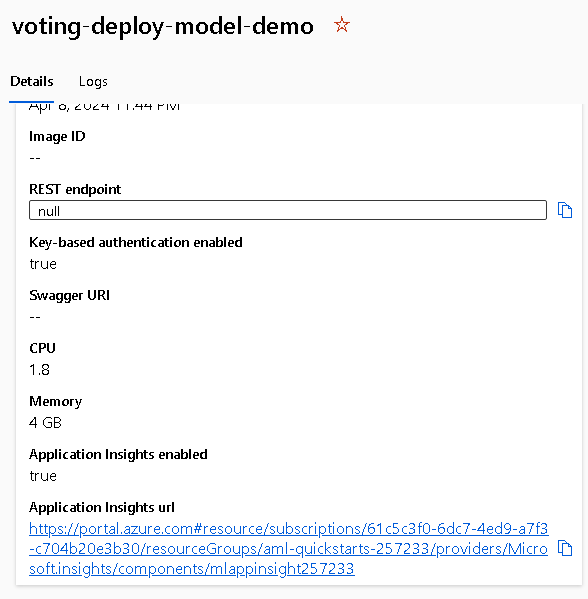 voting-deploy-model-demo
Details Logs
Apr 8, 2024 11:44 PM
Image ID
--
REST endpoint
null
Key-based authentication enabled
true
Swagger URI
--
CPU
1.8
Memory
4 GB
Application Insights enabled
true
Application Insights url
https://portal.azure.com#resource/subscriptions/61c5c3f0-6dc7-4ed9-a7f3
-c704b20e3b30/resourceGroups/aml-quickstarts-257233/providers/Micro
soft.insights/components/mlappinsight257233